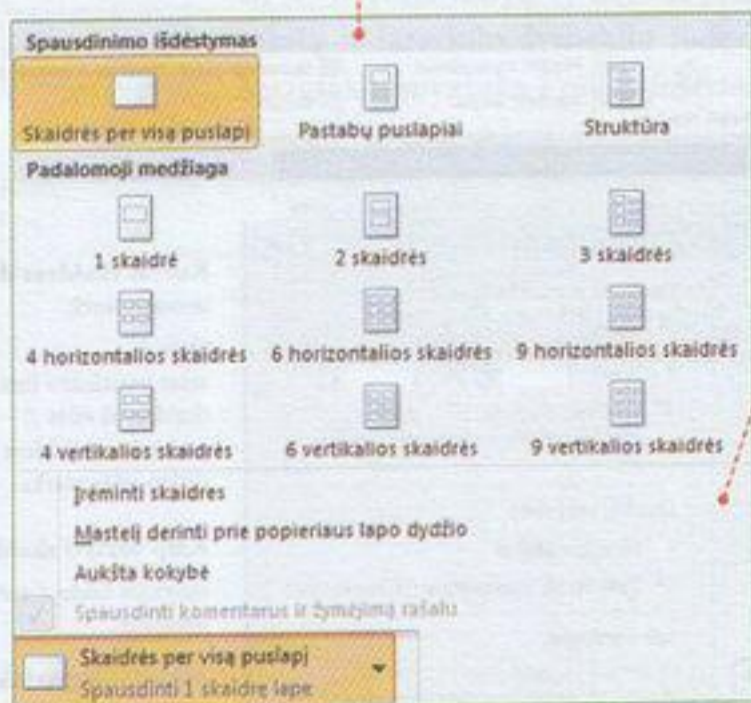 Spausdinimo išdėstymas
Skaidrės per visą puslapį Pastabų puslapiai Struktūra
Padalomoji medžiaga
1 skaidrė 2 skaidrės 3 skaidrės
4 horizontalios skaidrės 6 horizontalios skaidrės 9 horizontalios skaidrės
4 vertikalios skaidrės 6 vertikalios skaidrės 9 vertikalios skaidrės
Įrėminti skaidres
Mastelį derinti prie popieriaus lapo dydžio
Aukšta kokybė
Spausdinti komentarus ir žymėjimą rašalu
Skaidrės per visą puslapį
Spausdinti 1 skaidrę lape